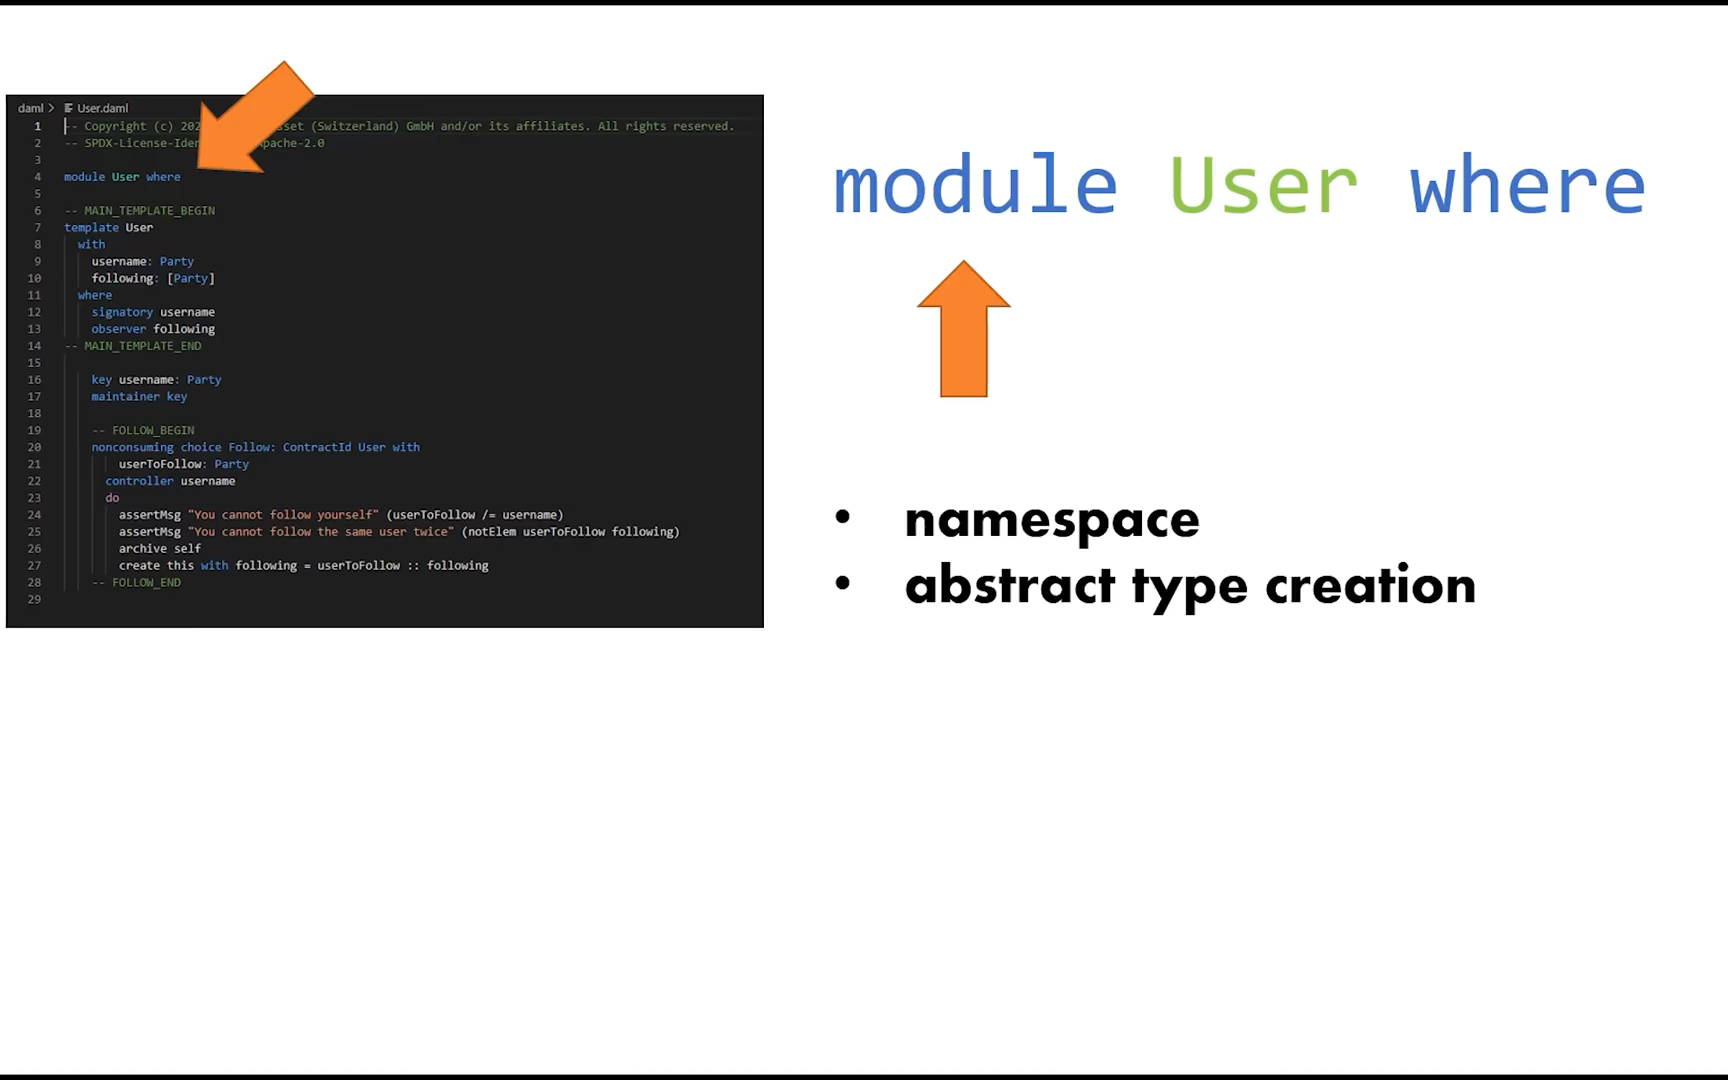 daml > User.daml
1 -- Copyright (c) 202 sset (Switzerland) GmbH and/or its affiliates. All rights reserved.
2 -- SPDX-License-Iden pache-2.0
3
4 module User where
5
6 -- MAIN_TEMPLATE_BEGIN
7 template User
8 with
9 username: Party
10 following: [Party]
11 where
12 signatory username
13 observer following
14 -- MAIN_TEMPLATE_END
15
16 key username: Party
17 maintainer key
18
19 -- FOLLOW_BEGIN
20 nonconsuming choice Follow: ContractId User with
21 userToFollow: Party
22 controller username
23 do
24 assertMsg "You cannot follow yourself" (userToFollow /= username)
25 assertMsg "You cannot follow the same user twice" (notElem userToFollow following)
26 archive self
27 create this with following = userToFollow :: following
28 -- FOLLOW_END
29
module User where
• namespace
• abstract type creation